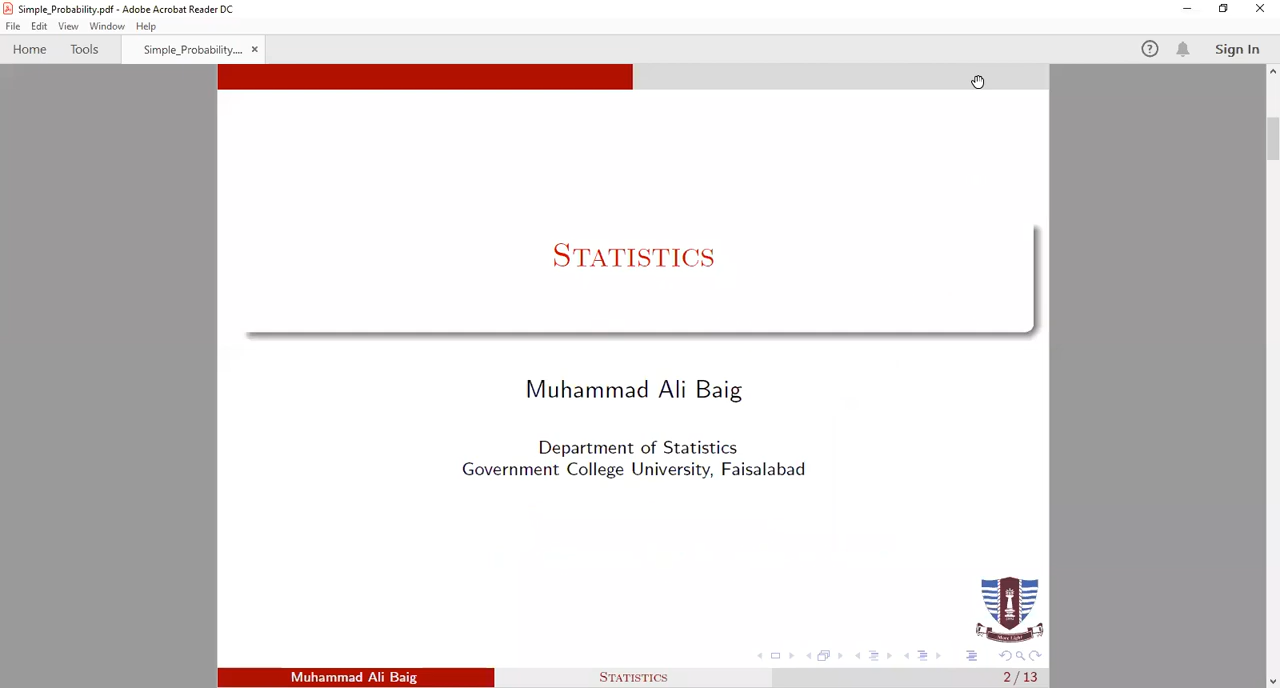 Simple_Probability.pdf - Adobe Acrobat Reader DC
File Edit View Window Help
Home Tools Simple_Probability.... × Sign In
STATISTICS
Muhammad Ali Baig
Department of Statistics
Government College University, Faisalabad
Muhammad Ali Baig STATISTICS 2 / 13